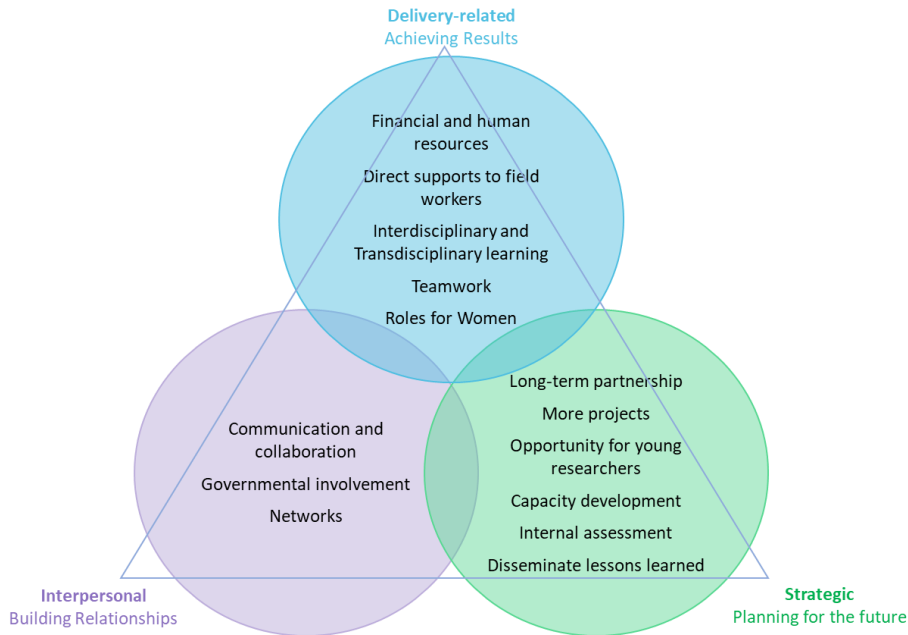 Delivery-related
Achieving Results
Financial and human
resources
Direct supports to field
workers
Interdisciplinary and
Transdisciplinary learning
Teamwork
Roles for Women
Communication and
collaboration
Governmental involvement
Networks
Long-term partnership
More projects
Opportunity for young
researchers
Capacity development
Internal assessment
Disseminate lessons learned
Interpersonal
Building Relationships
Strategic
Planning for the future